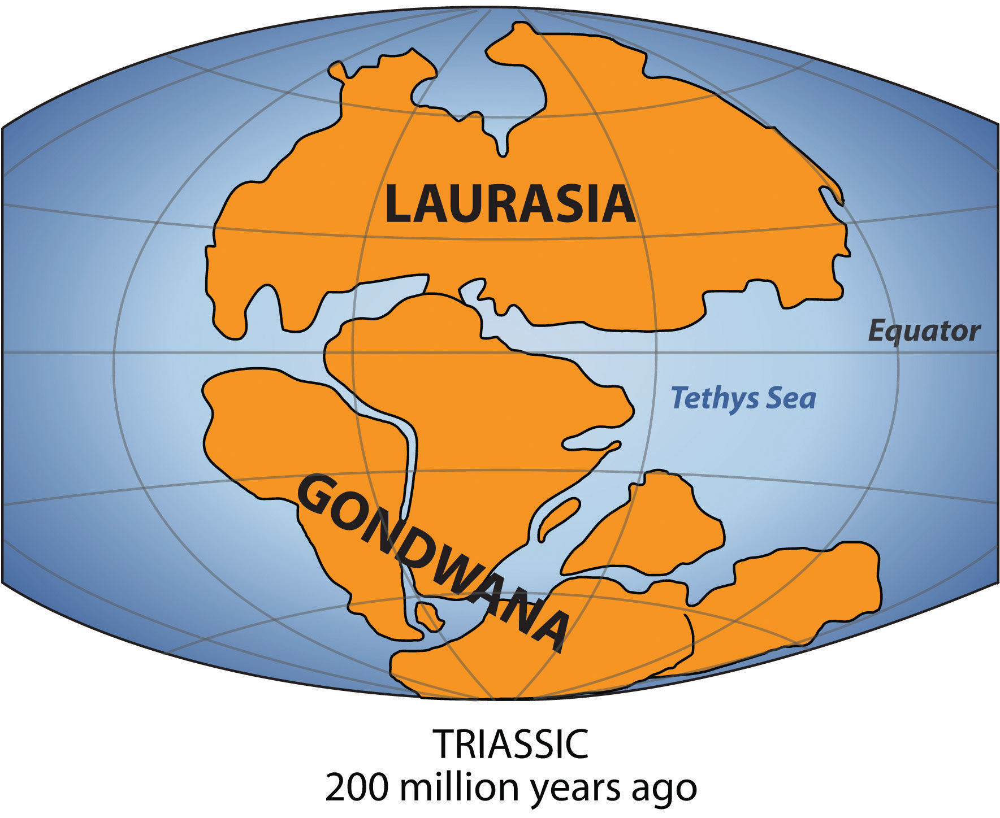 LAURASIA
Equator
Tethys Sea
GONDWANA
TRIASSIC
200 million years ago